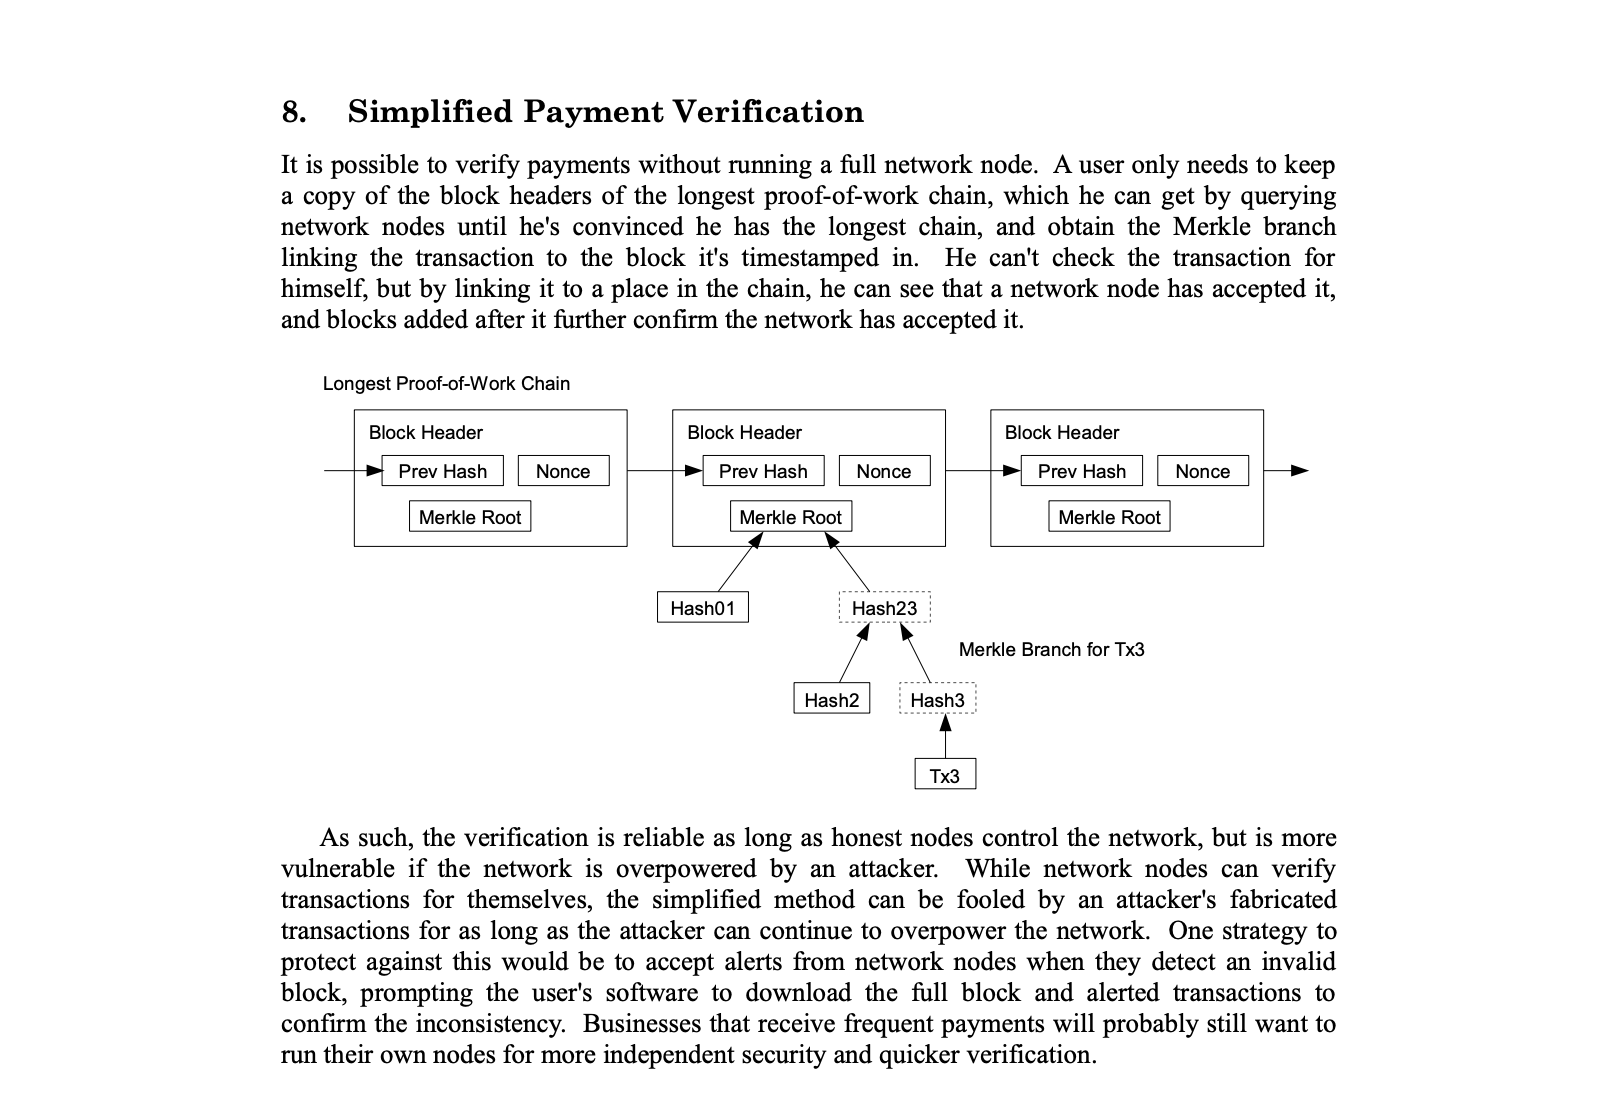 8. Simplified Payment Verification
It is possible to verify payments without running a full network node. A user only needs to keep
a copy of the block headers of the longest proof-of-work chain, which he can get by querying
network nodes until he's convinced he has the longest chain, and obtain the Merkle branch
linking the transaction to the block it's timestamped in. He can't check the transaction for
himself, but by linking it to a place in the chain, he can see that a network node has accepted it,
and blocks added after it further confirm the network has accepted it.
Longest Proof-of-Work Chain
Block Header Block Header Block Header
Prev Hash Nonce Prev Hash Nonce Prev Hash Nonce
Merkle Root Merkle Root Merkle Root
Hash01 Hash23
Merkle Branch for Tx3
Hash2 Hash3
Tx3
As such, the verification is reliable as long as honest nodes control the network, but is more
vulnerable if the network is overpowered by an attacker. While network nodes can verify
transactions for themselves, the simplified method can be fooled by an attacker's fabricated
transactions for as long as the attacker can continue to overpower the network. One strategy to
protect against this would be to accept alerts from network nodes when they detect an invalid
block, prompting the user's software to download the full block and alerted transactions to
confirm the inconsistency. Businesses that receive frequent payments will probably still want to
run their own nodes for more independent security and quicker verification.